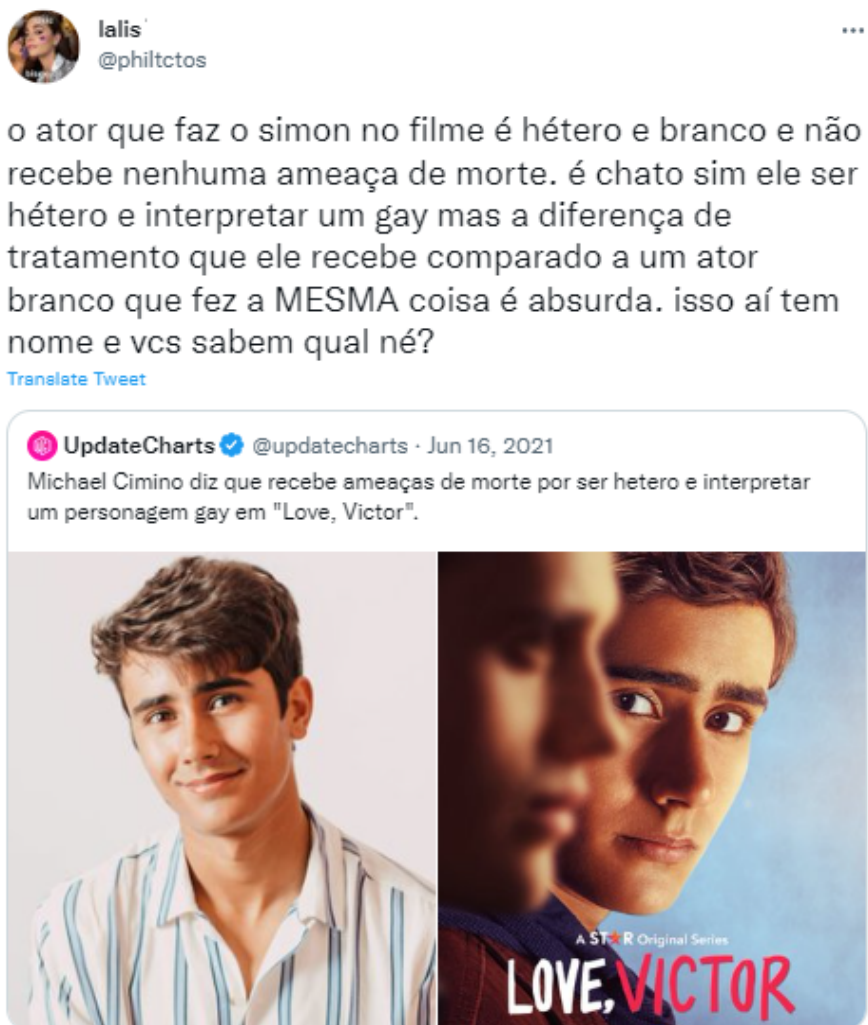 lalis
@philtctos
o ator que faz o simon no filme é hétero e branco e não
recebe nenhuma ameaça de morte. é chato sim ele ser
hétero e interpretar um gay mas a diferença de
tratamento que ele recebe comparado a um ator
branco que fez a MESMA coisa é absurda. isso aí tem
nome e vcs sabem qual né?
Translate Tweet
UpdateCharts @updatecharts · Jun 16, 2021
Michael Cimino diz que recebe ameaças de morte por ser hetero e interpretar
um personagem gay em "Love, Victor".
A ST★R Original Series
LOVE, VICTOR